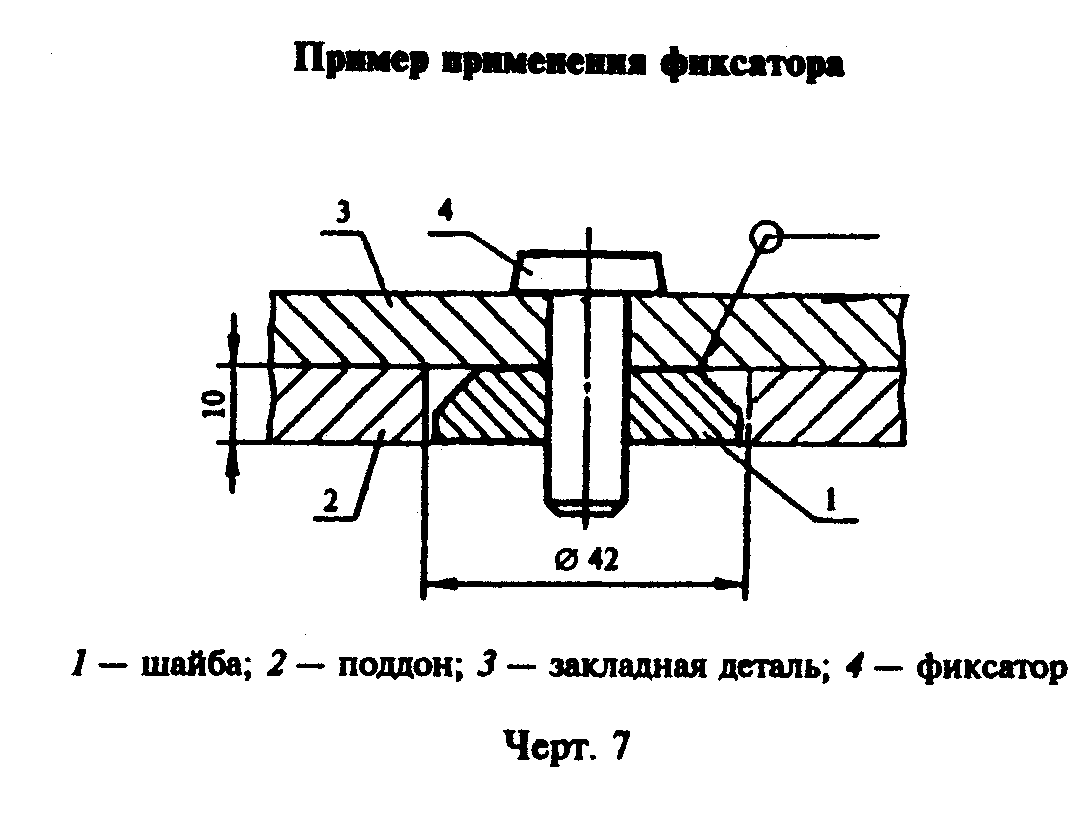 Пример применения фиксатора
3
4
10
2
1
Ø 42
1 — шайба; 2 — поддон; 3 — закладная деталь; 4 — фиксатор
Черт. 7